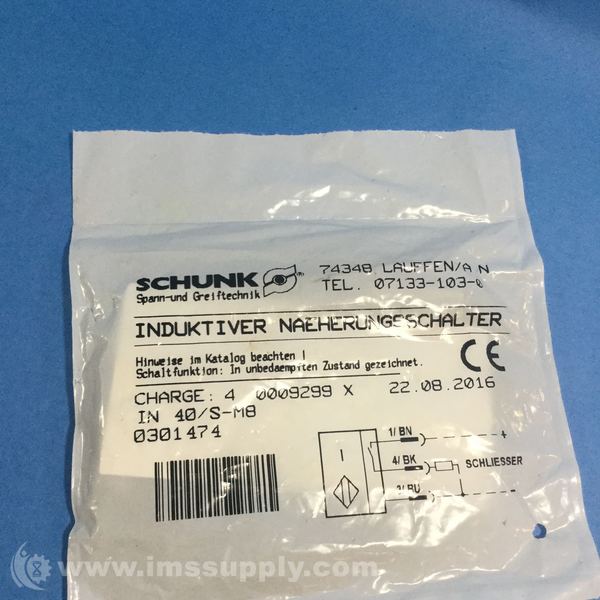 SCHUNK ®
Spann-und Greiftechnik
74348 LAUFFEN/A N
TEL. 07133-103-0
INDUKTIVER NAEHERUNGSSCHALTER
Hinweise im Katalog beachten !
Schaltfunktion: In unbedaempften Zustand gezeichnet.
CE
CHARGE: 4 0009299 X 22.08.2016
IN 40/S-M8
0301474
1/BN +
I
4/BK SCHLIESSER
3/BU -
www.imssupply.com